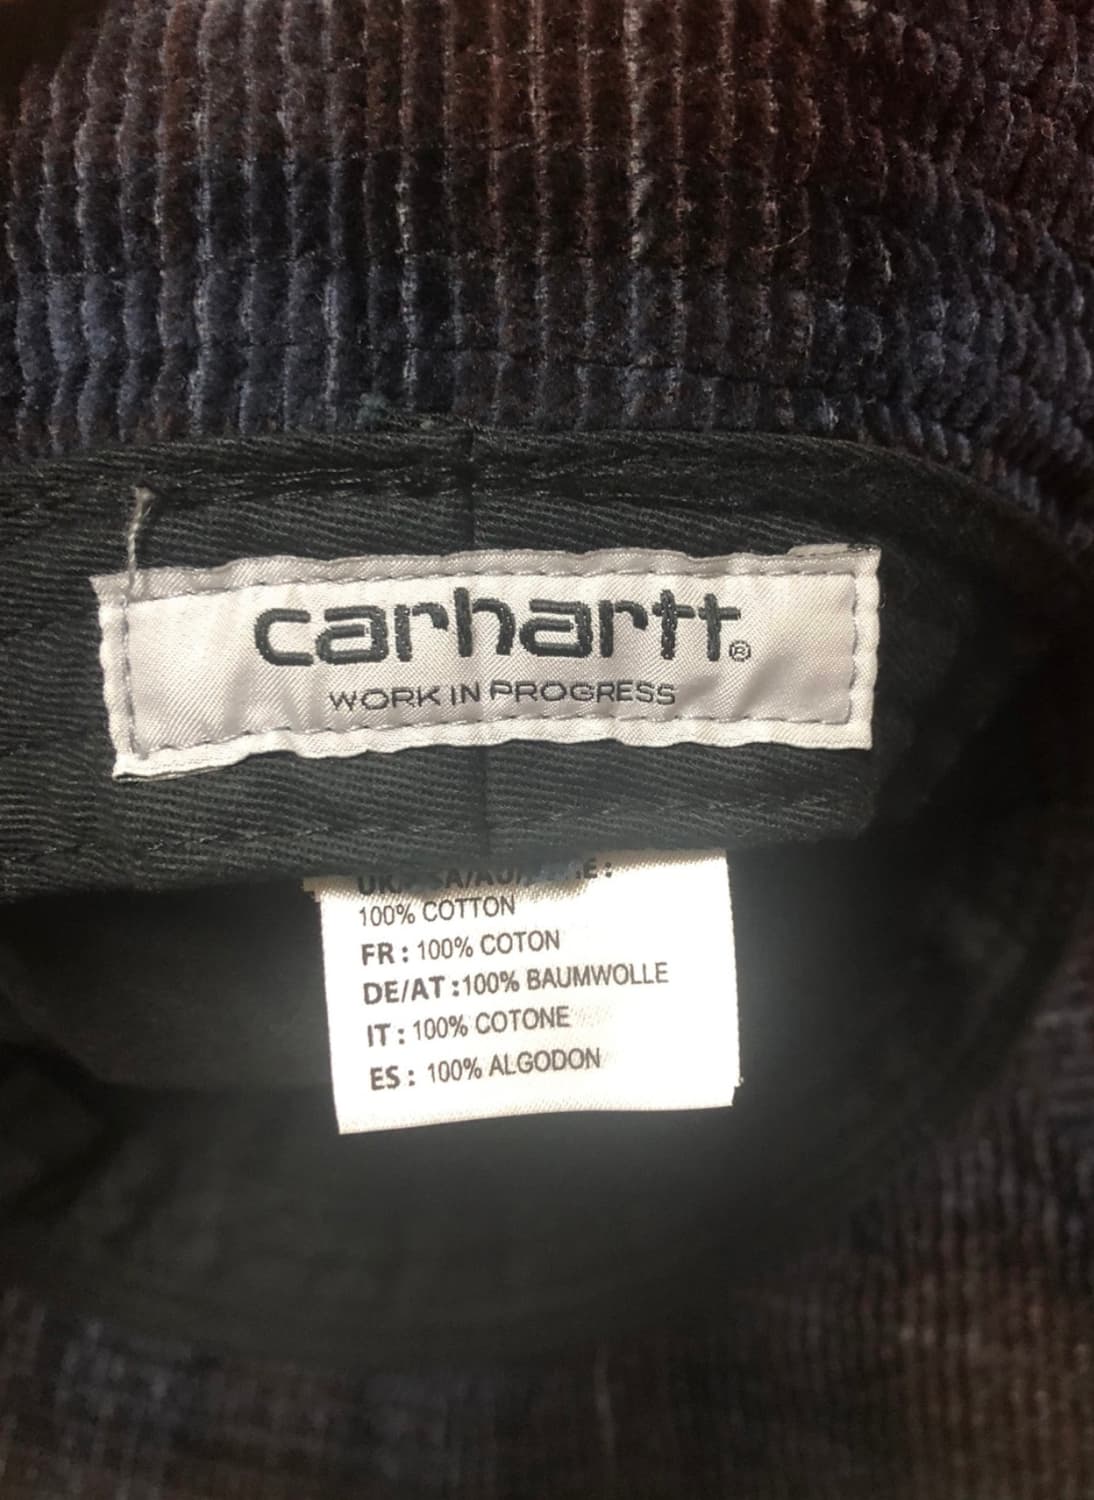 carhartt®
WORK IN PROGRESS
100% COTTON
FR : 100% COTON
DE/AT :100% BAUMWOLLE
IT : 100% COTONE
ES : 100% ALGODON